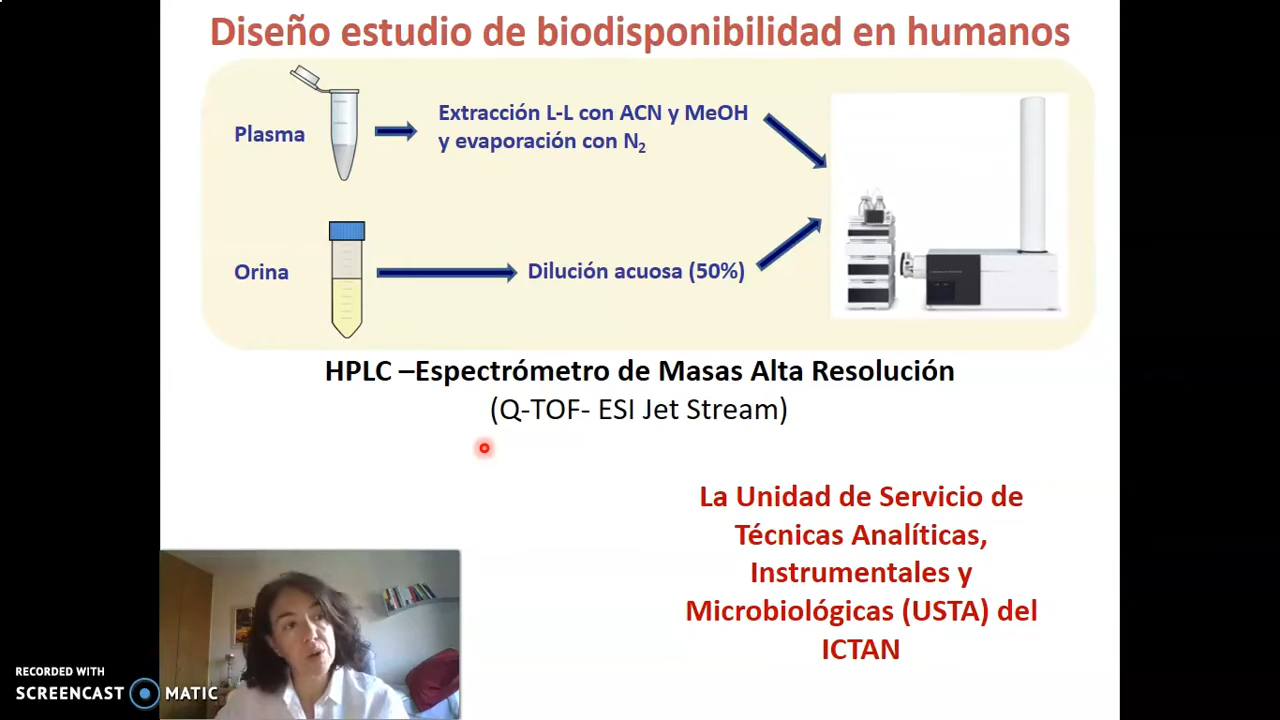 Diseño estudio de biodisponibilidad en humanos
Plasma
Extracción L-L con ACN y MeOH
y evaporación con N₂
Orina
Dilución acuosa (50%)
HPLC –Espectrómetro de Masas Alta Resolución
(Q-TOF- ESI Jet Stream)
La Unidad de Servicio de
Técnicas Analíticas,
Instrumentales y
Microbiológicas (USTA) del
ICTAN
RECORDED WITH
SCREENCAST MATIC